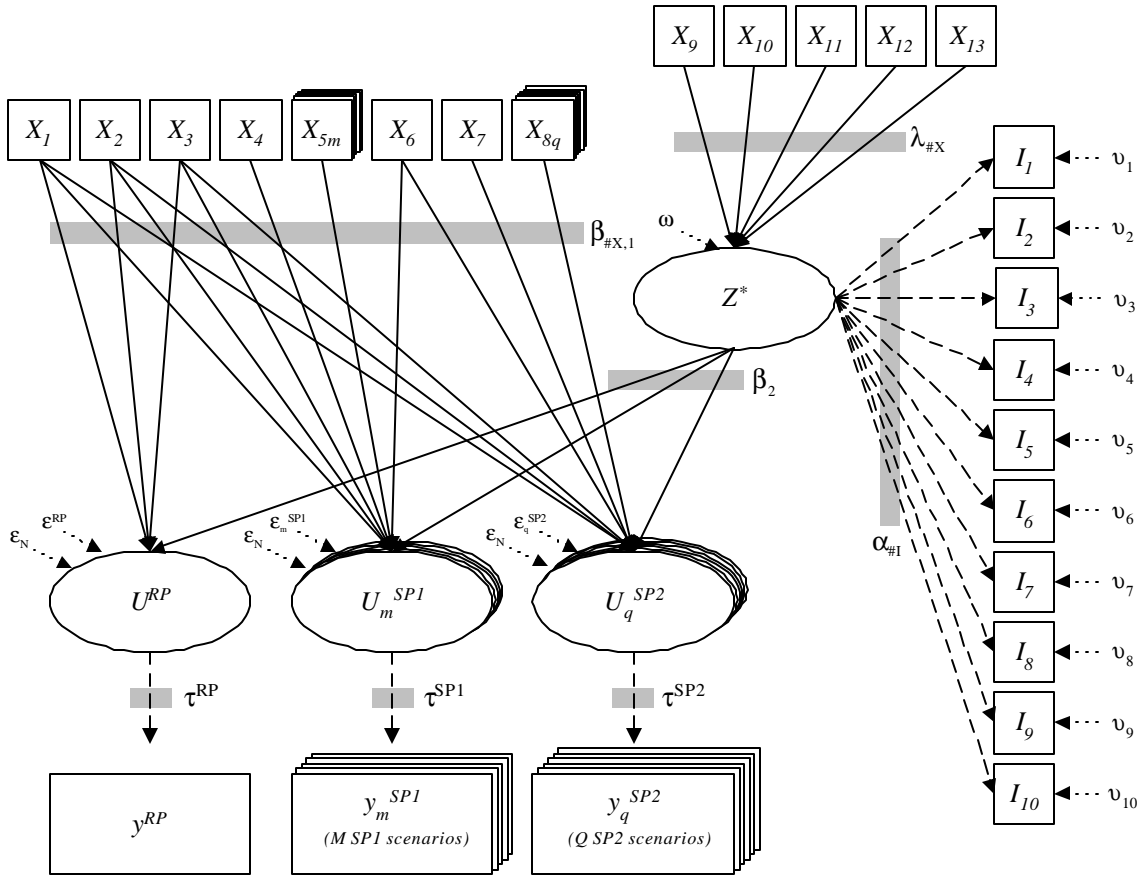 X₉ X₁₀ X₁₁ X₁₂ X₁₃
X₁ X₂ X₃ X₄ X₅ₘ X₆ X₇ X₈q
λ#X
β#X,1
ω
Z*
β₂
I₁ υ₁
I₂ υ₂
I₃ υ₃
I₄ υ₄
I₅ υ₅
I₆ υ₆
I₇ υ₇
I₈ υ₈
I₉ υ₉
I₁₀ υ₁₀
α#I
εN εRP εN εmSP1 εN εqSP2
URP UmSP1 UqSP2
τRP τSP1 τSP2
yRP ymSP1 yqSP2
(M SP1 scenarios) (Q SP2 scenarios)